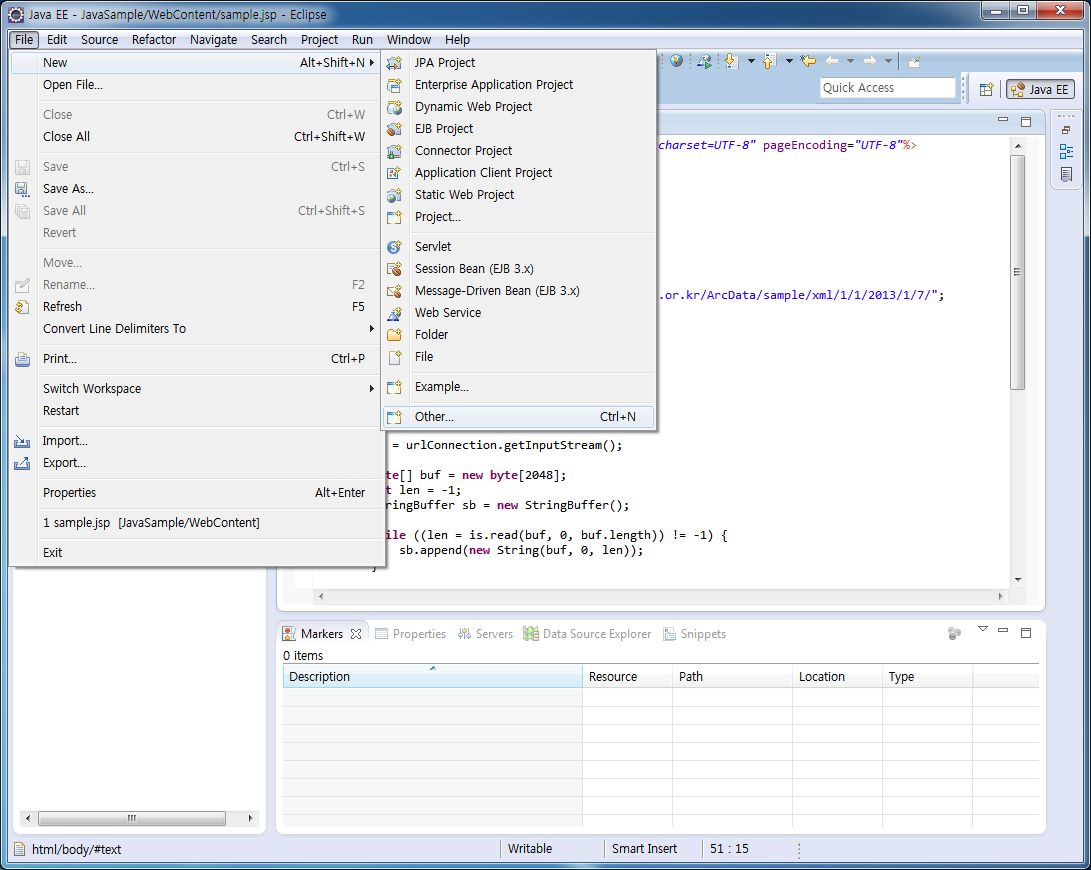 Java EE - JavaSample/WebContent/sample.jsp - Eclipse
File Edit Source Refactor Navigate Search Project Run Window Help
New Alt+Shift+N
Open File...
Close Ctrl+W
Close All Ctrl+Shift+W
Save Ctrl+S
Save As...
Save All Ctrl+Shift+S
Revert
Move...
Rename... F2
Refresh F5
Convert Line Delimiters To
Print... Ctrl+P
Switch Workspace
Restart
Import...
Export...
Properties Alt+Enter
1 sample.jsp [JavaSample/WebContent]
Exit
JPA Project
Enterprise Application Project
Dynamic Web Project
EJB Project
Connector Project
Application Client Project
Static Web Project
Project...
Servlet
Session Bean (EJB 3.x)
Message-Driven Bean (EJB 3.x)
Web Service
Folder
File
Example...
Other... Ctrl+N
Quick Access
Java EE
charset=UTF-8" pageEncoding="UTF-8"%>
.or.kr/ArcData/sample/xml/1/1/2013/1/7/";
= urlConnection.getInputStream();
te[] buf = new byte[2048];
t len = -1;
ringBuffer sb = new StringBuffer();
ile ((len = is.read(buf, 0, buf.length)) != -1) {
sb.append(new String(buf, 0, len));
}
Markers Properties Servers Data Source Explorer Snippets
0 items
Description Resource Path Location Type
html/body/#text Writable Smart Insert 51 : 15